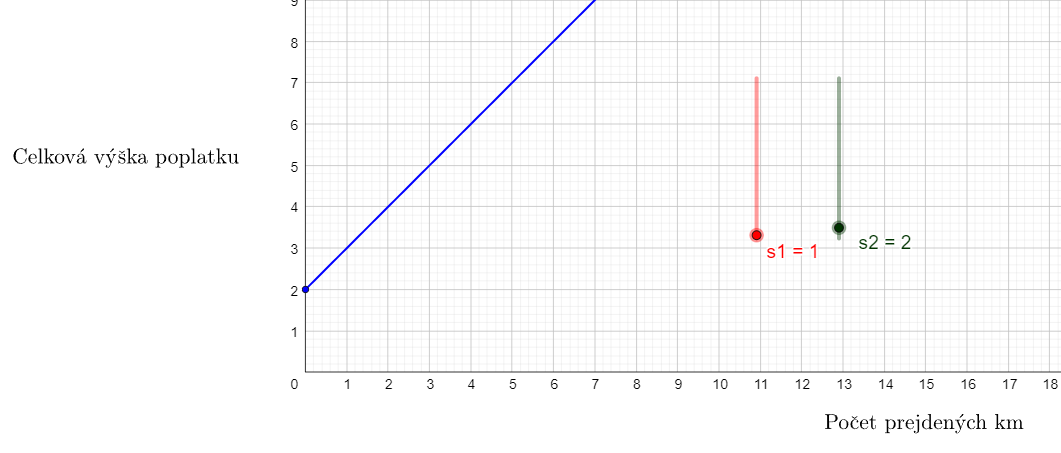 9
8
7
6
Celková výška poplatku
5
4
3
s1 = 1
s2 = 2
2
1
0 1 2 3 4 5 6 7 8 9 10 11 12 13 14 15 16 17 18
Počet prejdených km